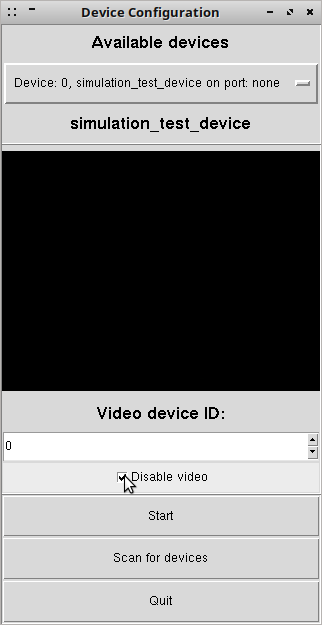 Device Configuration
Available devices
Device: 0, simulation_test_device on port: none
simulation_test_device
Video device ID:
0
Disable video
Start
Scan for devices
Quit